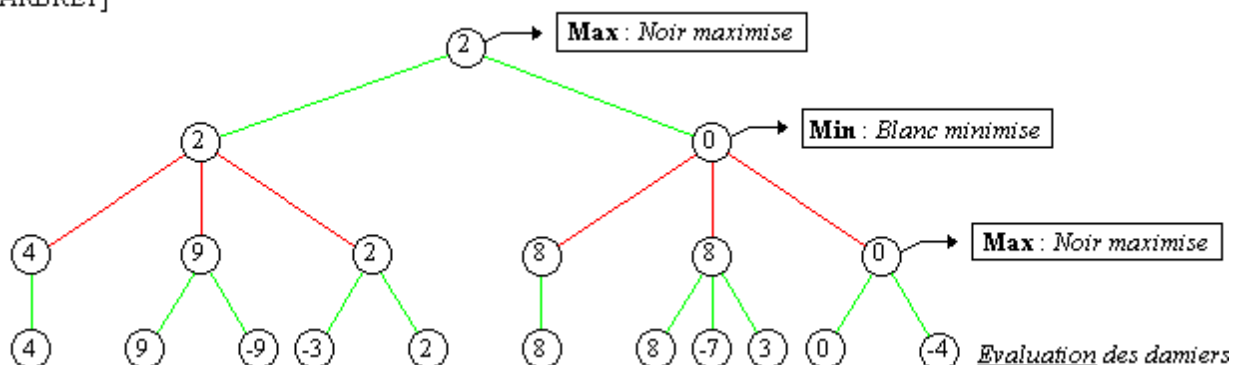 2 Max : Noir maximise
2 0 Min : Blanc minimise
4 9 2 8 8 0 Max : Noir maximise
4 9 -9 -3 2 8 8 -7 3 0 -4 Evaluation des damiers